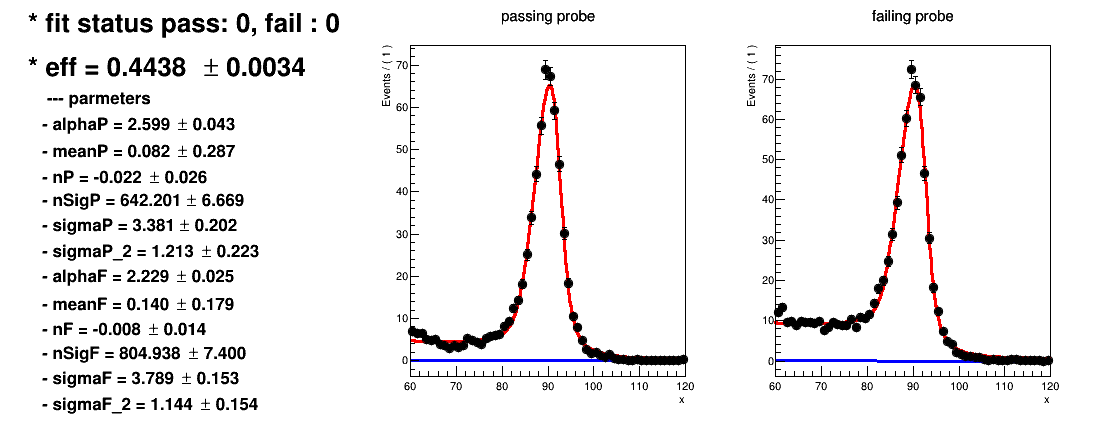 * fit status pass: 0, fail : 0
* eff = 0.4438 ± 0.0034
--- parmeters
- alphaP = 2.599 ± 0.043
- meanP = 0.082 ± 0.287
- nP = -0.022 ± 0.026
- nSigP = 642.201 ± 6.669
- sigmaP = 3.381 ± 0.202
- sigmaP_2 = 1.213 ± 0.223
- alphaF = 2.229 ± 0.025
- meanF = 0.140 ± 0.179
- nF = -0.008 ± 0.014
- nSigF = 804.938 ± 7.400
- sigmaF = 3.789 ± 0.153
- sigmaF_2 = 1.144 ± 0.154
passing probe
Events / ( 1 )
70
60
50
40
30
20
10
0
60 70 80 90 100 110 120
x
failing probe
Events / ( 1 )
70
60
50
40
30
20
10
0
60 70 80 90 100 110 120
x